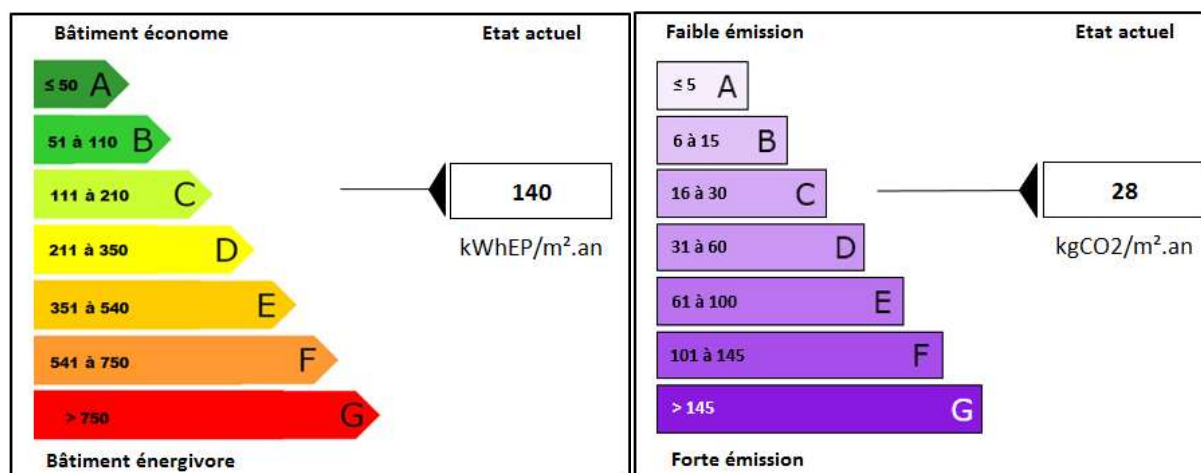 Bâtiment économe
Etat actuel
≤ 50 A
51 à 110 B
111 à 210 C
140
kWhEP/m².an
211 à 350 D
351 à 540 E
541 à 750 F
> 750 G
Bâtiment énergivore
Faible émission
Etat actuel
≤ 5 A
6 à 15 B
16 à 30 C
28
kgCO2/m².an
31 à 60 D
61 à 100 E
101 à 145 F
> 145 G
Forte émission